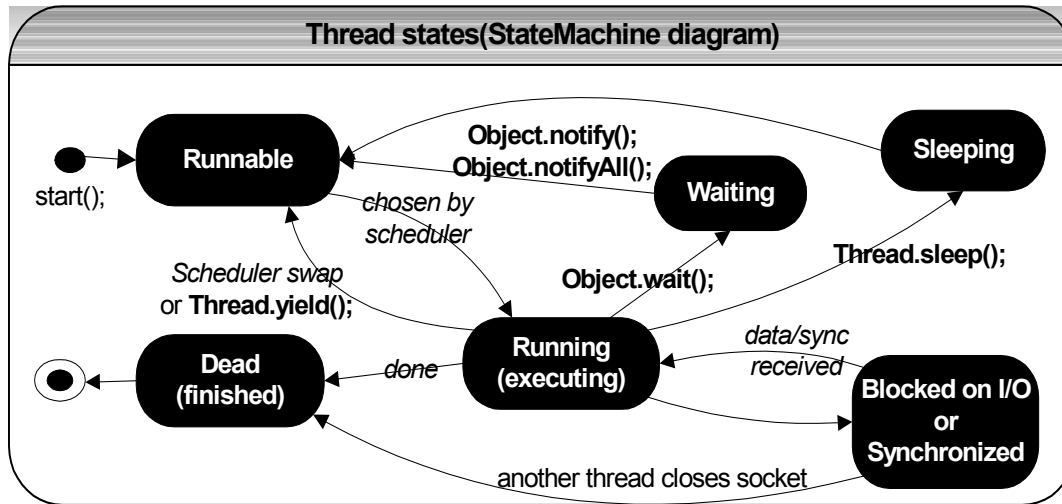 Thread states(StateMachine diagram)
Runnable
start();
Object.notify();
Object.notifyAll();
Sleeping
Waiting
chosen by
scheduler
Scheduler swap
or Thread.yield();
Object.wait();
Thread.sleep();
Dead
(finished)
done
Running
(executing)
data/sync
received
Blocked on I/O
or
Synchronized
another thread closes socket